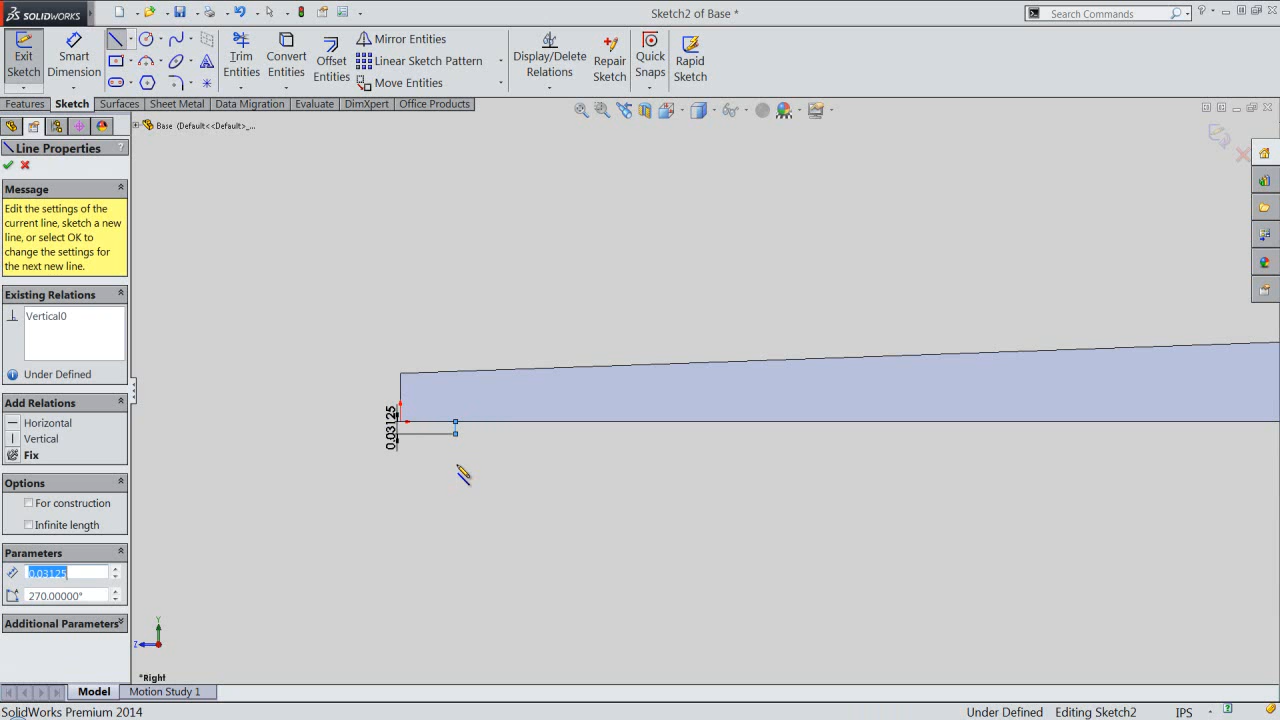 SOLIDWORKS
Sketch2 of Base *
Search Commands
Exit Sketch
Smart Dimension
Trim Entities
Convert Entities
Offset Entities
Mirror Entities
Linear Sketch Pattern
Move Entities
Display/Delete Relations
Repair Sketch
Quick Snaps
Rapid Sketch
Features
Sketch
Surfaces
Sheet Metal
Data Migration
Evaluate
DimXpert
Office Products
Base (Default<<Default>_...
Line Properties
?
Message
Edit the settings of the
current line, sketch a new
line, or select OK to
change the settings for
the next new line.
Existing Relations
Vertical0
Under Defined
Add Relations
Horizontal
Vertical
Fix
Options
For construction
Infinite length
Parameters
0.03125
270.00000°
Additional Parameters
0.03125
Y
Z
*Right
Model
Motion Study 1
SolidWorks Premium 2014
Under Defined
Editing Sketch2
IPS